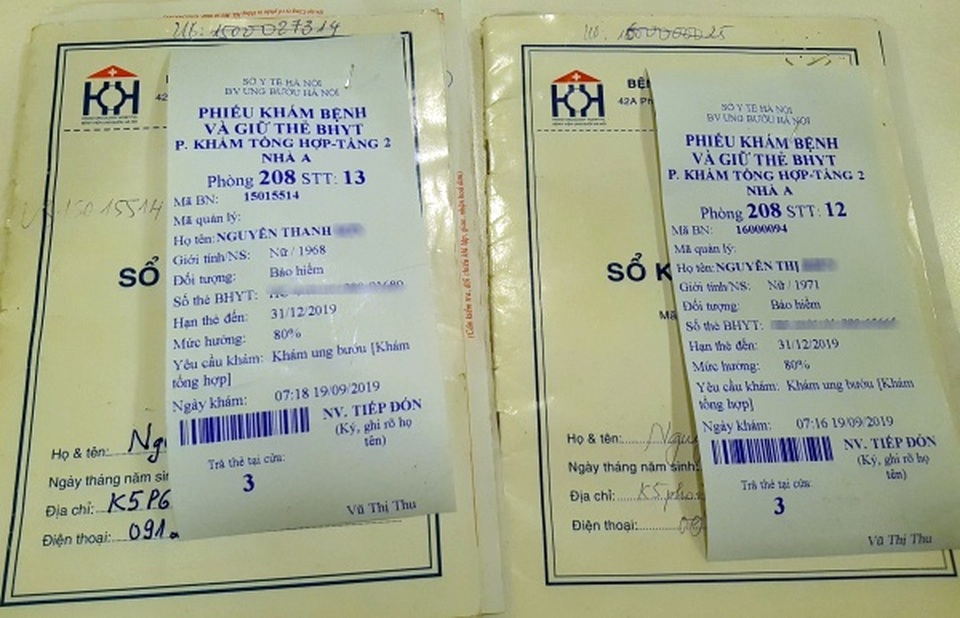 15000027314
SỞ Y TẾ HÀ NỘI
BV UNG BƯỚU HÀ NỘI
PHIẾU KHÁM BỆNH
VÀ GIỮ THẺ BHYT
P. KHÁM TỔNG HỢP-TẦNG 2
NHÀ A
Phòng 208 STT: 13
Mã BN: 15015514
Mã quản lý:
Họ tên: NGUYỄN THANH
Giới tính/NS: Nữ / 1968
Đối tượng: Bảo hiểm
Số thẻ BHYT:
Hạn thẻ đến: 31/12/2019
Mức hưởng: 80%
Yêu cầu khám: Khám ung bướu [Khám
tổng hợp]
Ngày khám: 07:18 19/09/2019
NV. TIẾP ĐÓN
(Ký, ghi rõ họ
tên)
Trả thẻ tại cửa:
3
Vũ Thị Thu
42
SỔ
Họ & tên:
Ngày tháng năm si
Địa chỉ: K5P6
Điện thoại: 091
BỆN
42A Ph
SỞ Y TẾ HÀ NỘI
BV UNG BƯỚU HÀ NỘI
PHIẾU KHÁM BỆNH
VÀ GIỮ THẺ BHYT
P. KHÁM TỔNG HỢP-TẦNG 2
NHÀ A
Phòng 208 STT: 12
Mã BN: 16000094
Mã quản lý:
Họ tên: NGUYỄN THỊ
Giới tính/NS: Nữ / 1971
Đối tượng: Bảo hiểm
Số thẻ BHYT:
Hạn thẻ đến: 31/12/2019
Mức hưởng: 80%
Yêu cầu khám: Khám ung bướu [Khám
tổng hợp]
Ngày khám: 07:16 19/09/2019
NV. TIẾP ĐÓN
(Ký, ghi rõ họ
tên)
Trả thẻ tại cửa:
3
Vũ Thị Thu
SỔ K
Họ & tên:
Ngày tháng năm sinh:
Địa chỉ: K5
Điện thoại: